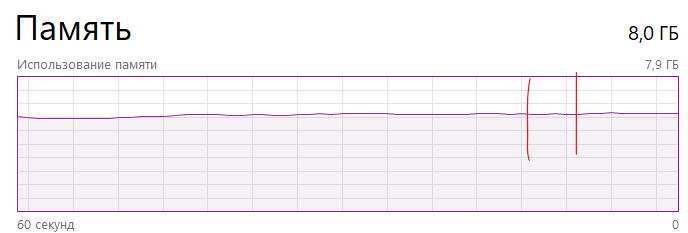 Память 8,0 ГБ
Использование памяти 7,9 ГБ
60 секунд 0